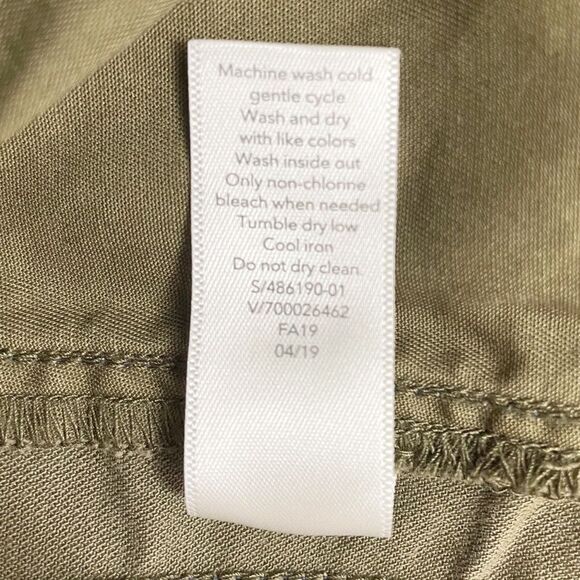 Machine wash cold
gentle cycle
Wash and dry
with like colors
Wash inside out
Only non-chlorine
bleach when needed
Tumble dry low
Cool iron
Do not dry clean.
S/486190-01
V/700026462
FA19
04/19